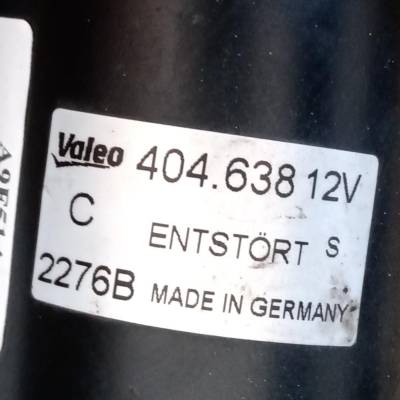 Valeo 404.638 12V
C ENTSTÖRT S
2276B MADE IN GERMANY